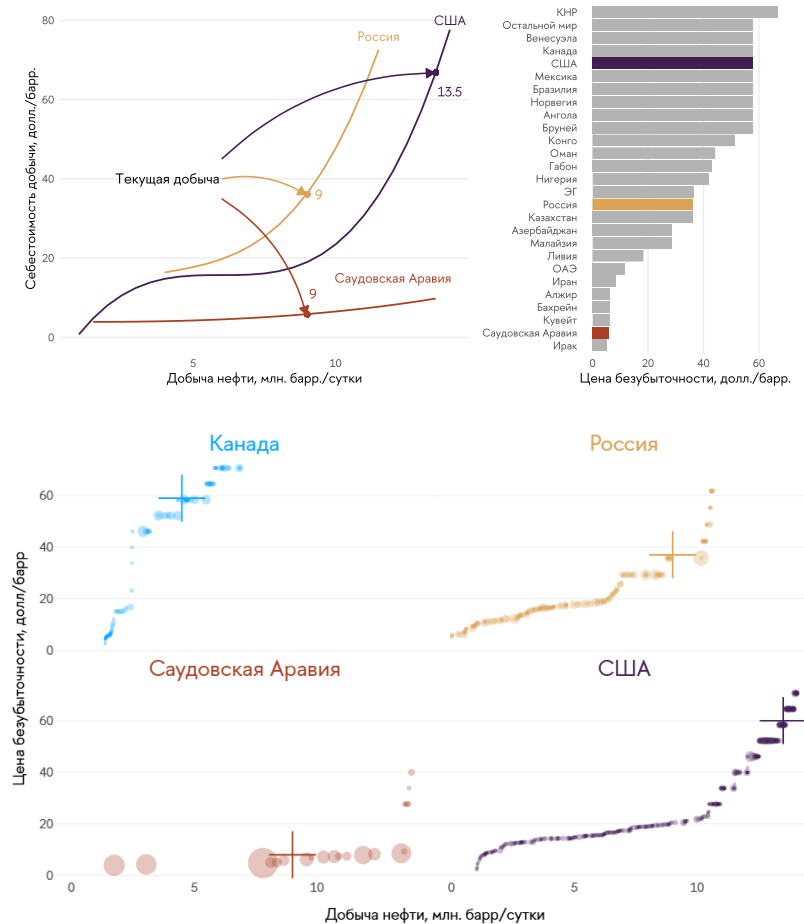 Себестоимость добычи, долл./барр.
80
60
40
20
0
5
10
Добыча нефти, млн. барр./сутки
США
Россия
13.5
Текущая добыча
9
Саудовская Аравия
9
КНР
Остальной мир
Венесуэла
Канада
США
Мексика
Бразилия
Норвегия
Ангола
Бруней
Конго
Оман
Габон
Нигерия
ЭГ
Россия
Казахстан
Азербайджан
Малайзия
Ливия
ОАЭ
Иран
Алжир
Бахрейн
Кувейт
Саудовская Аравия
Ирак
0
20
40
60
Цена безубыточности, долл./барр.
Цена безубыточности, долл/барр
Канада
Россия
60
40
20
0
Саудовская Аравия
США
60
40
20
0
0
5
10
0
5
10
Добыча нефти, млн. барр/сутки